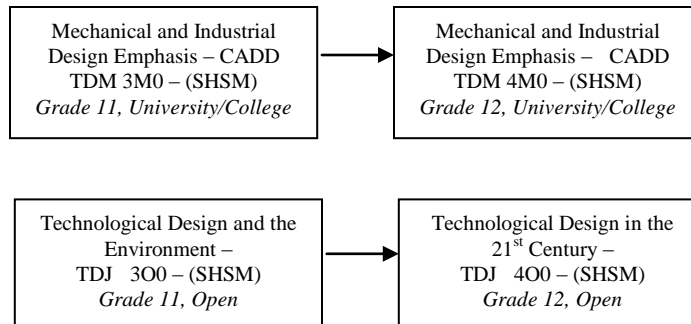 Mechanical and Industrial
Design Emphasis – CADD
TDM 3M0 – (SHSM)
Grade 11, University/College
Mechanical and Industrial
Design Emphasis – CADD
TDM 4M0 – (SHSM)
Grade 12, University/College
Technological Design and the
Environment –
TDJ 3O0 – (SHSM)
Grade 11, Open
Technological Design in the
21st Century –
TDJ 4O0 – (SHSM)
Grade 12, Open